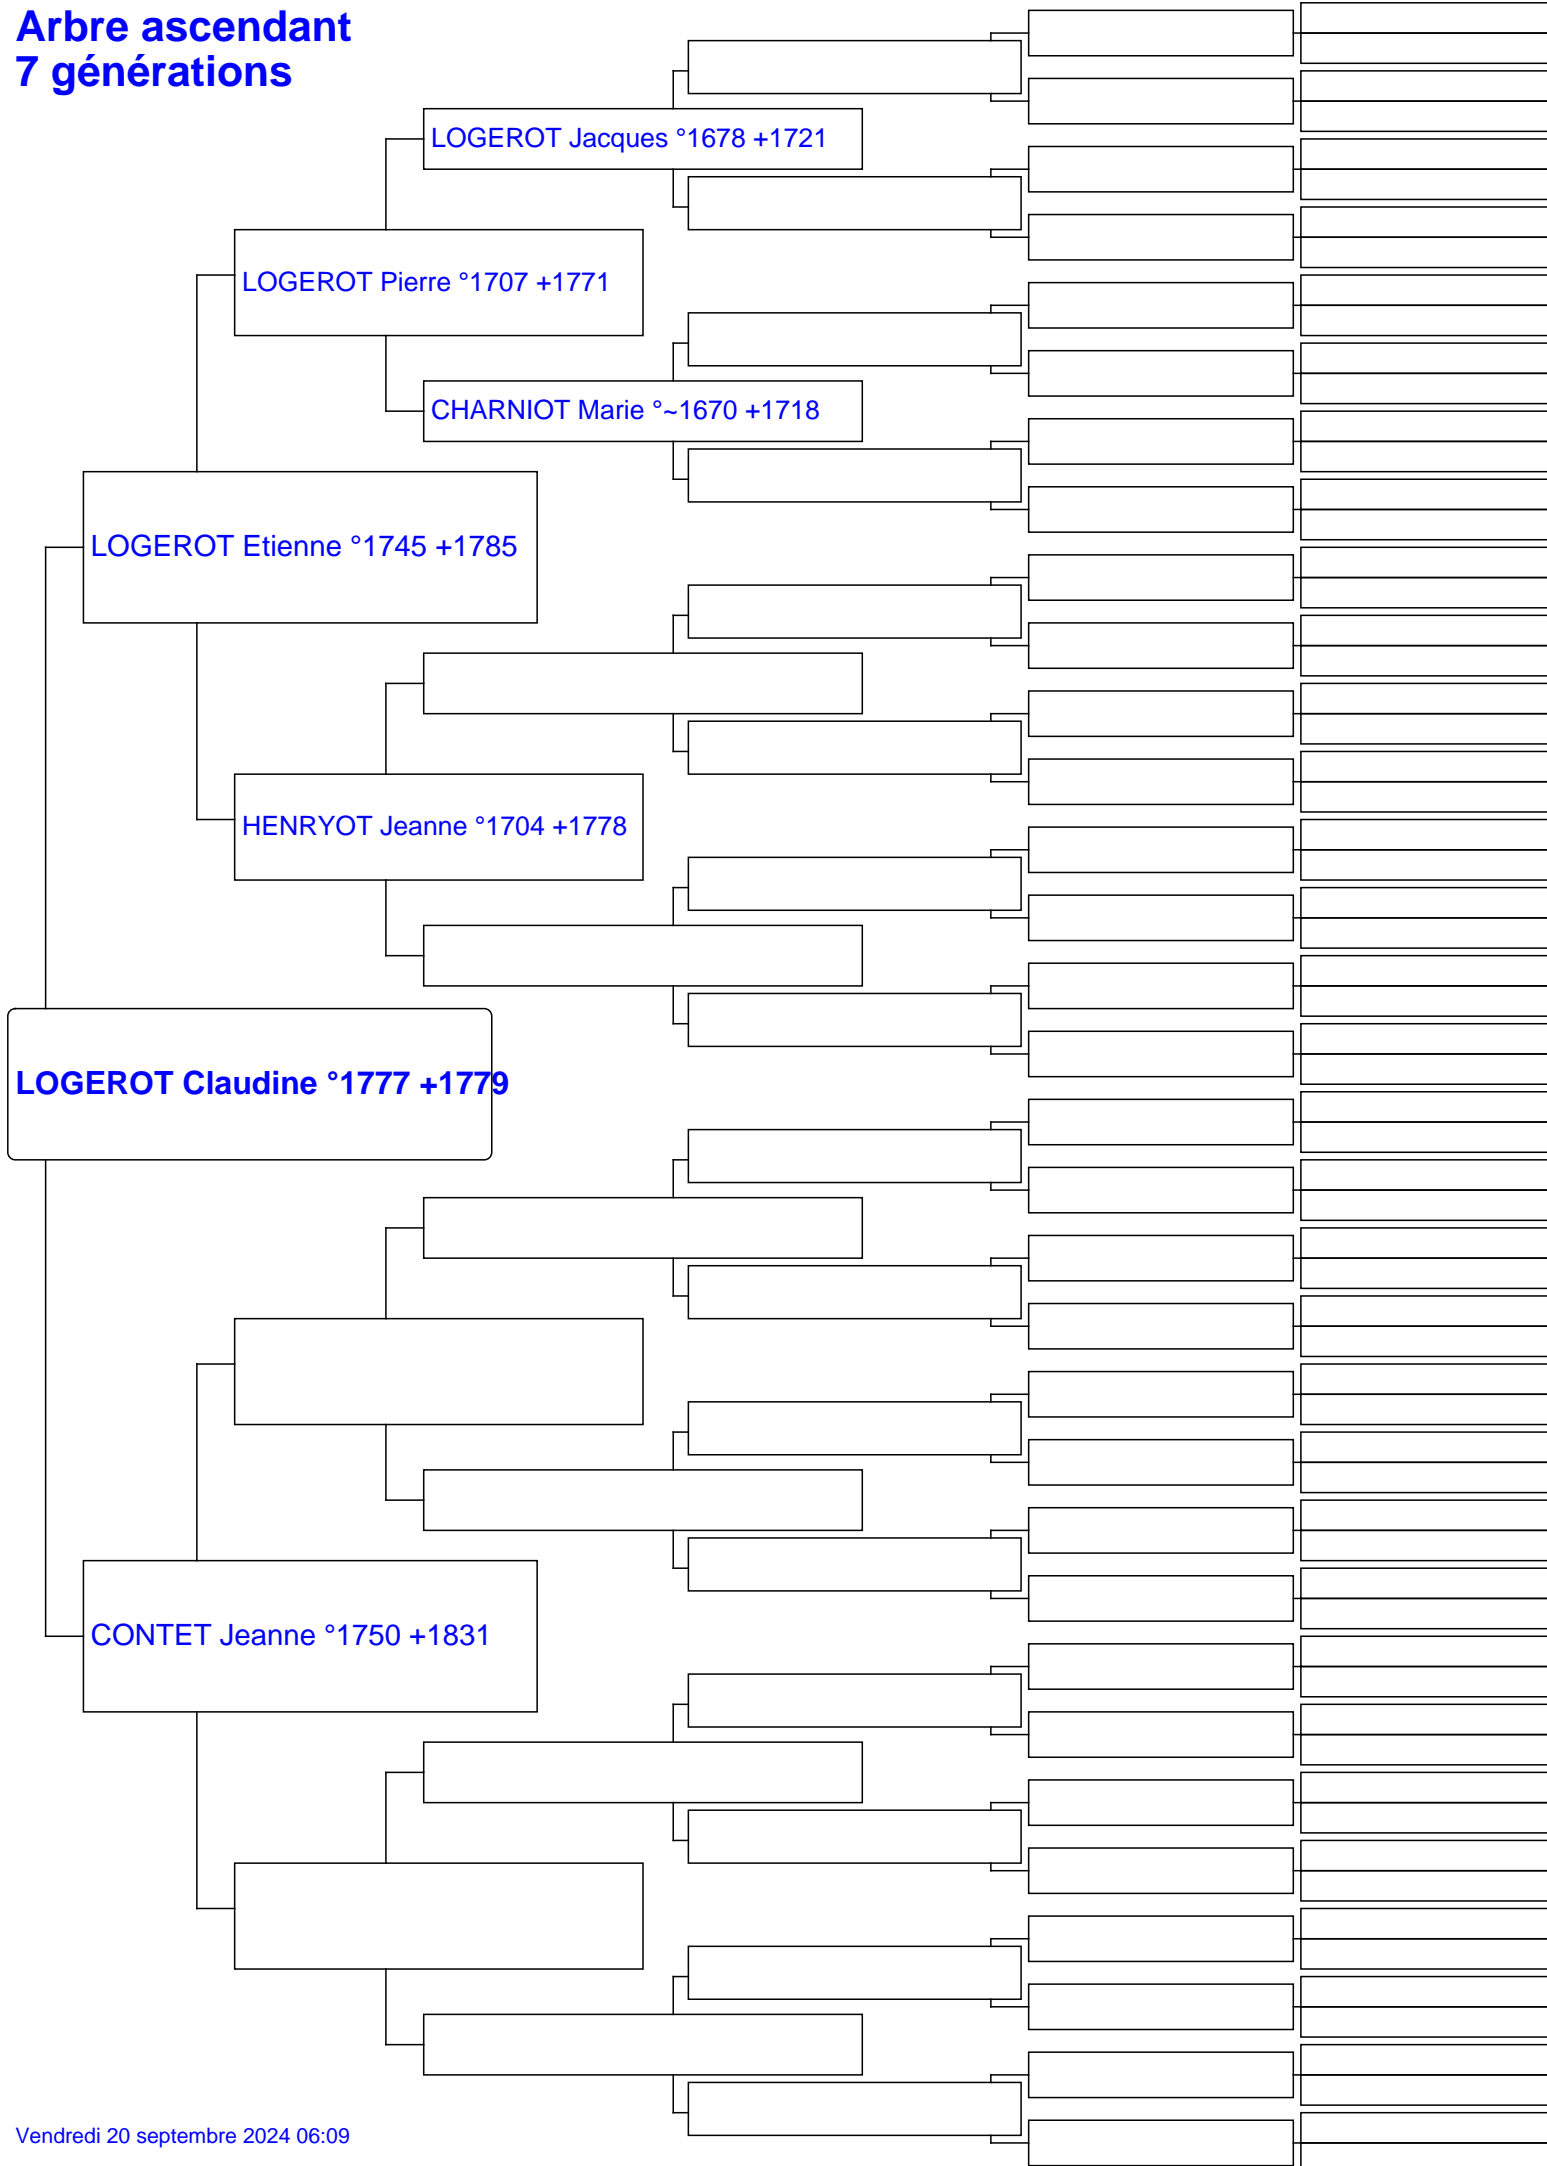 Arbre ascendant
7 générations
LOGEROT Jacques °1678 +1721
LOGEROT Pierre °1707 +1771
CHARNIOT Marie °~1670 +1718
LOGEROT Etienne °1745 +1785
HENRYOT Jeanne °1704 +1778
LOGEROT Claudine °1777 +1779
CONTET Jeanne °1750 +1831
Vendredi 20 septembre 2024 06:09